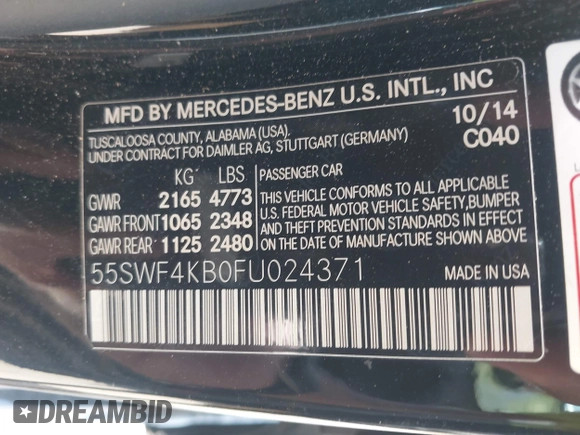 MFD BY MERCEDES-BENZ U.S. INTL., INC
TUSCALOOSA COUNTY, ALABAMA (USA). 10/14
UNDER CONTRACT FOR DAIMLER AG, STUTTGART (GERMANY) C040
KG LBS PASSENGER CAR
GVWR 2165 4773 THIS VEHICLE CONFORMS TO ALL APPLICABLE
GAWR FRONT 1065 2348 U.S. FEDERAL MOTOR VEHICLE SAFETY, BUMPER
GAWR REAR 1125 2480 AND THEFT PREVENTION STANDARDS IN EFFECT
ON THE DATE OF MANUFACTURE SHOWN ABOVE.
55SWF4KB0FU024371
MADE IN USA
DREAMBID